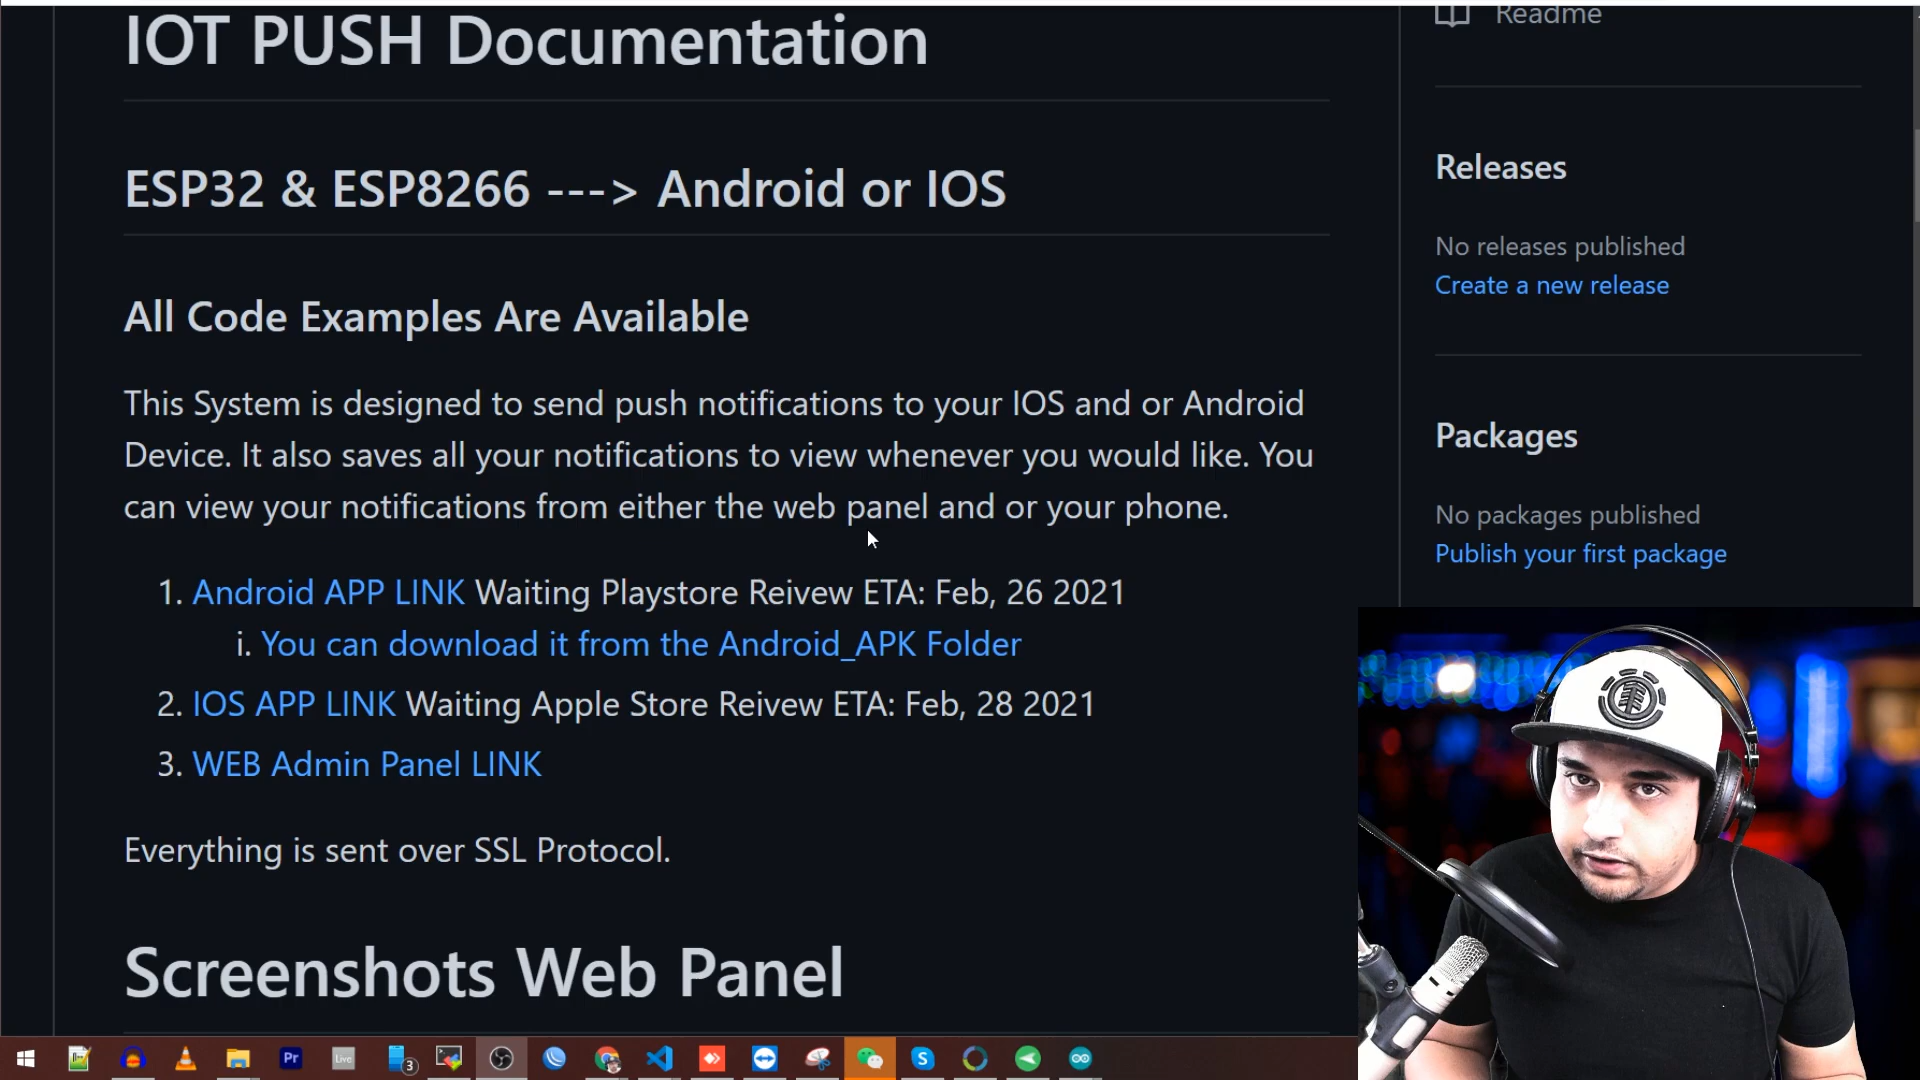 IOT PUSH Documentation
Readme
ESP32 & ESP8266 ---> Android or IOS
Releases
No releases published
Create a new release
All Code Examples Are Available
This System is designed to send push notifications to your IOS and or Android
Device. It also saves all your notifications to view whenever you would like. You
can view your notifications from either the web panel and or your phone.
Packages
No packages published
Publish your first package
1. Android APP LINK Waiting Playstore Reivew ETA: Feb, 26 2021
i. You can download it from the Android_APK Folder
2. IOS APP LINK Waiting Apple Store Reivew ETA: Feb, 28 2021
3. WEB Admin Panel LINK
Everything is sent over SSL Protocol.
Screenshots Web Panel
Pr
Live
3
S